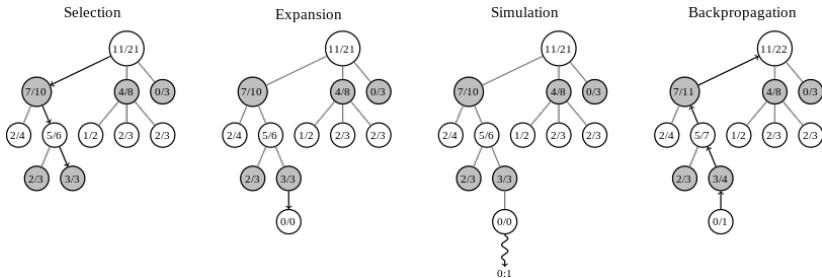 Selection Expansion Simulation Backpropagation
11/21 11/21 11/21 11/22
7/10 4/8 0/3 7/10 4/8 0/3 7/10 4/8 0/3 7/11 4/8 0/3
2/4 5/6 1/2 2/3 2/3 2/4 5/6 1/2 2/3 2/3 2/4 5/6 1/2 2/3 2/3 2/4 5/7 1/2 2/3 2/3
2/3 3/3 2/3 3/3 2/3 3/3 2/3 3/4
0/0 0/0 0/1
0:1